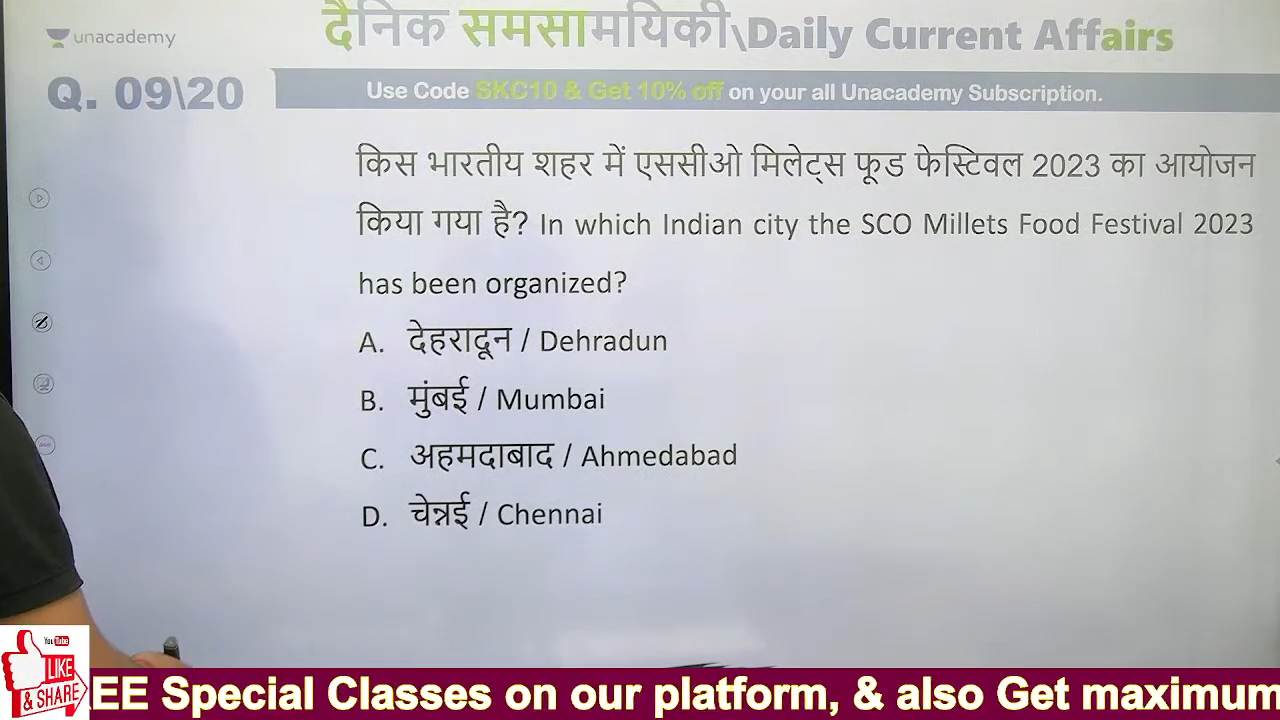 unacademy
दैनिक समसामयिकी\Daily Current Affairs
Q. 09\20
Use Code SKC10 & Get 10% off on your all Unacademy Subscription.
किस भारतीय शहर में एससीओ मिलेट्स फूड फेस्टिवल 2023 का आयोजन
किया गया है? In which Indian city the SCO Millets Food Festival 2023
has been organized?
A. देहरादून / Dehradun
B. मुंबई / Mumbai
C. अहमदाबाद / Ahmedabad
D. चेन्नई / Chennai
YouTube
LIKE
& SHARE
EE Special Classes on our platform, & also Get maximum